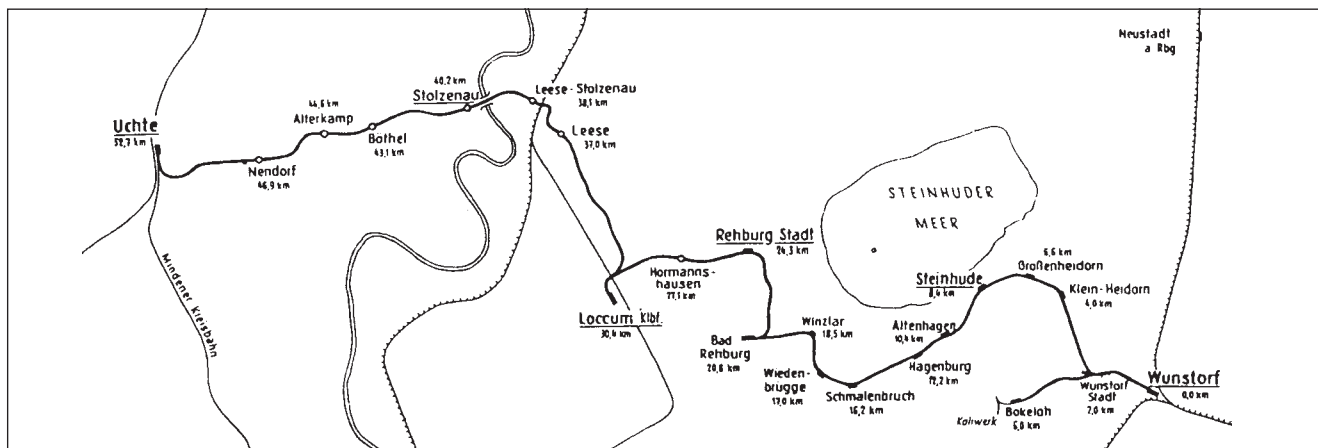 Neustadt
a Rbg
40,2 km
Stolzenau
Leese-Stolzenau
38,1 km
44,6 km
Alterkamp
Uchte
52,7 km
Böthel
43,1 km
Leese
37,0 km
Nendorf
46,9 km
STEINHUDER
MEER
Rehburg Stadt
24,3 km
6,6 km
Großenheidorn
Mindener Kleisbahn
Hormanns-
hausen
27,1 km
Steinhude
8,4 km
Klein-Heidorn
4,0 km
Loccum Klbf.
30,4 km
Winzlar
18,5 km
Altenhagen
10,4 km
Bad
Rehburg
20,6 km
Hagenburg
12,2 km
Wieden-
brügge
17,0 km
Schmalenbruch
16,2 km
Wunstorf
Stadt
2,0 km
Wunstorf
0,0 km
Kaliwerk
Bokeloh
6,0 km